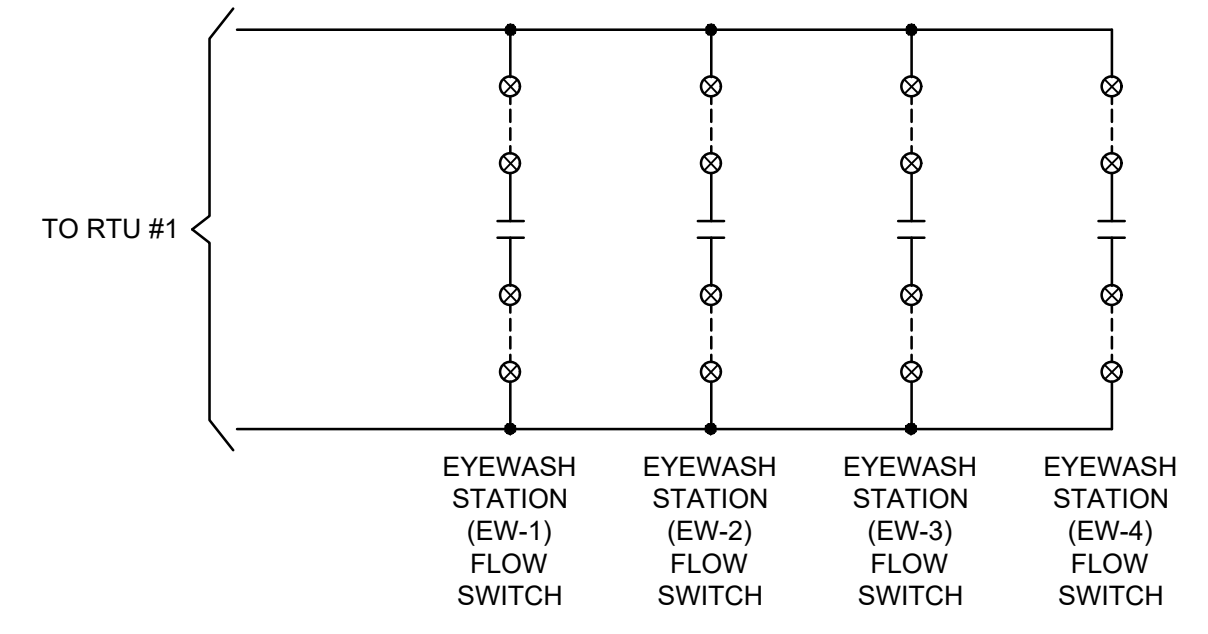 TO RTU #1
EYEWASH
STATION
(EW-1)
FLOW
SWITCH
EYEWASH
STATION
(EW-2)
FLOW
SWITCH
EYEWASH
STATION
(EW-3)
FLOW
SWITCH
EYEWASH
STATION
(EW-4)
FLOW
SWITCH